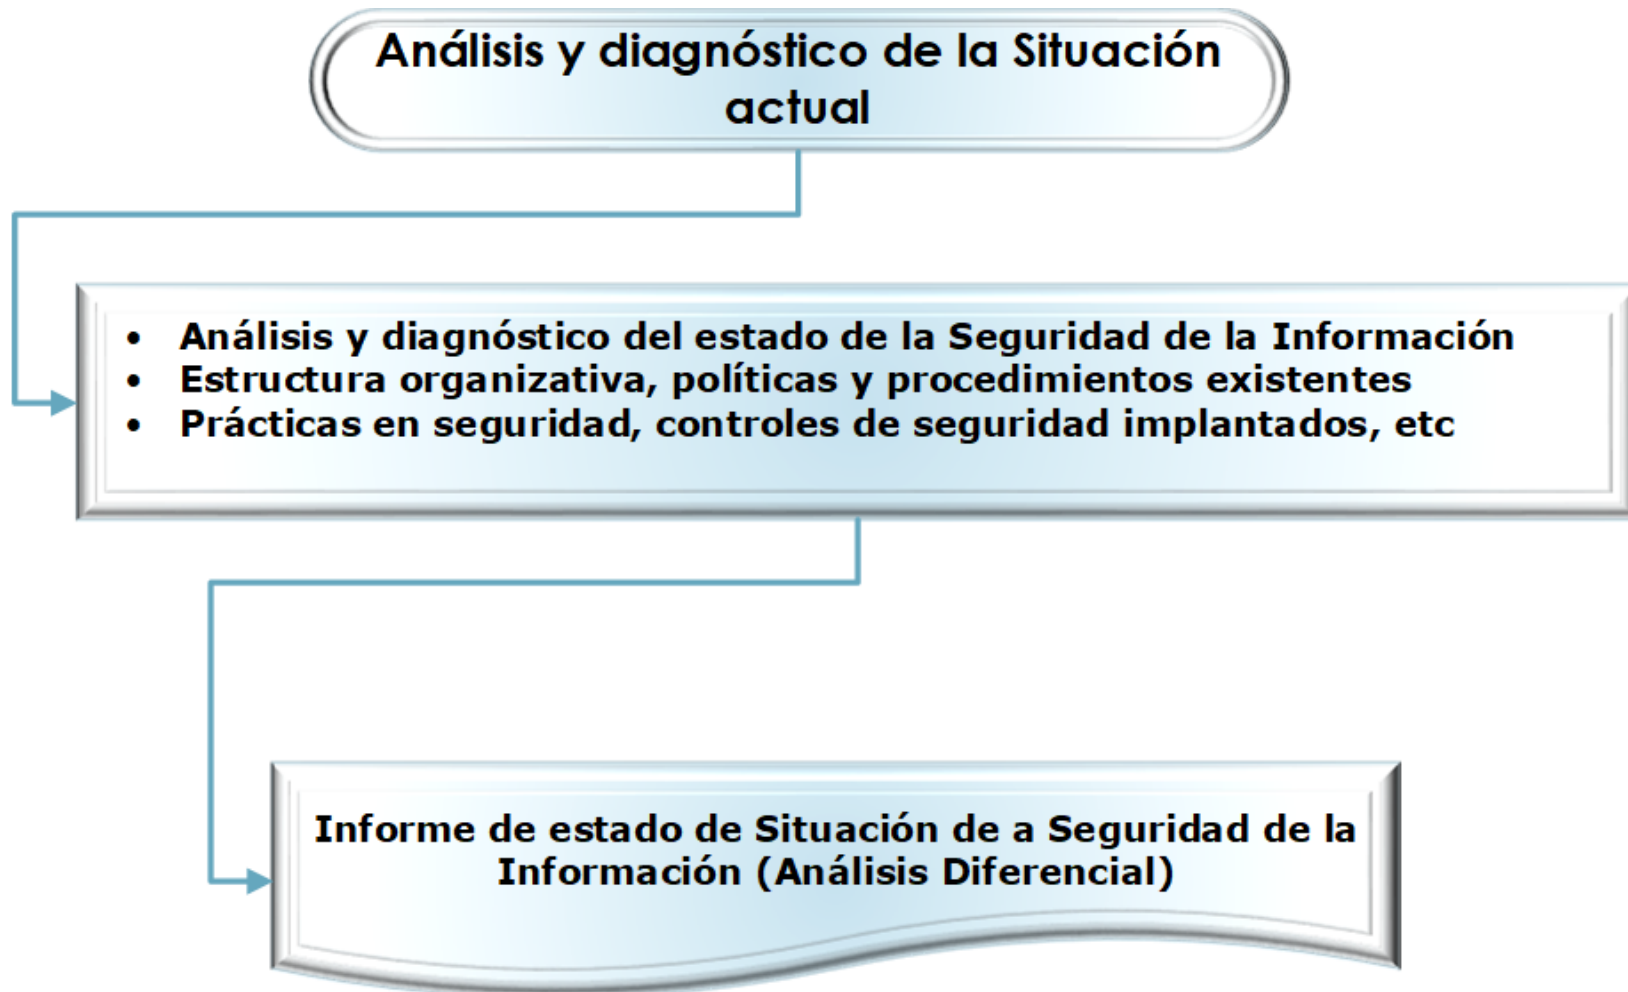 Análisis y diagnóstico de la Situación
actual
• Análisis y diagnóstico del estado de la Seguridad de la Información
• Estructura organizativa, políticas y procedimientos existentes
• Prácticas en seguridad, controles de seguridad implantados, etc
Informe de estado de Situación de a Seguridad de la
Información (Análisis Diferencial)